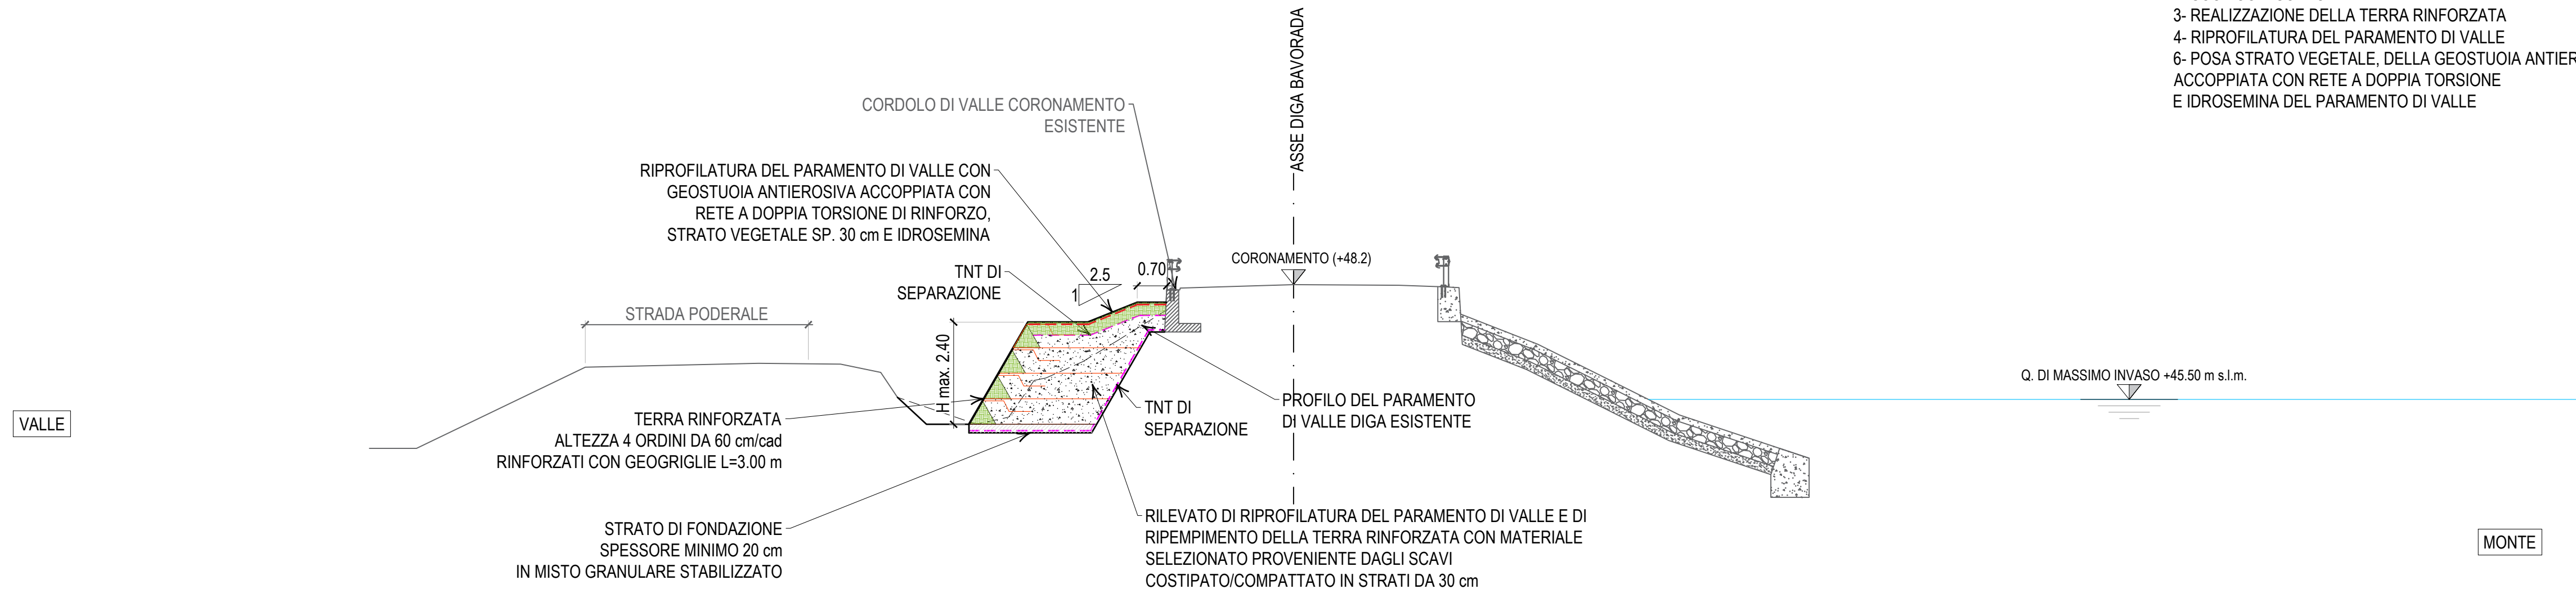 3- REALIZZAZIONE DELLA TERRA RINFORZATA
4- RIPROFILATURA DEL PARAMENTO DI VALLE
6- POSA STRATO VEGETALE, DELLA GEOSTUOIA ANTIER
ACCOPPIATA CON RETE A DOPPIA TORSIONE
E IDROSEMINA DEL PARAMENTO DI VALLE
ASSE DIGA BAVORADA
CORDOLO DI VALLE CORONAMENTO
ESISTENTE
RIPROFILATURA DEL PARAMENTO DI VALLE CON
GEOSTUOIA ANTIEROSIVA ACCOPPIATA CON
RETE A DOPPIA TORSIONE DI RINFORZO,
STRATO VEGETALE SP. 30 cm E IDROSEMINA
TNT DI
SEPARAZIONE
2.5
1
0.70
CORONAMENTO (+48.2)
STRADA PODERALE
H max. 2.40
Q. DI MASSIMO INVASO +45.50 m s.l.m.
VALLE
TERRA RINFORZATA
ALTEZZA 4 ORDINI DA 60 cm/cad
RINFORZATI CON GEOGRIGLIE L=3.00 m
TNT DI
SEPARAZIONE
PROFILO DEL PARAMENTO
DI VALLE DIGA ESISTENTE
STRATO DI FONDAZIONE
SPESSORE MINIMO 20 cm
IN MISTO GRANULARE STABILIZZATO
RILEVATO DI RIPROFILATURA DEL PARAMENTO DI VALLE E DI
RIPEMPIMENTO DELLA TERRA RINFORZATA CON MATERIALE
SELEZIONATO PROVENIENTE DAGLI SCAVI
COSTIPATO/COMPATTATO IN STRATI DA 30 cm
MONTE